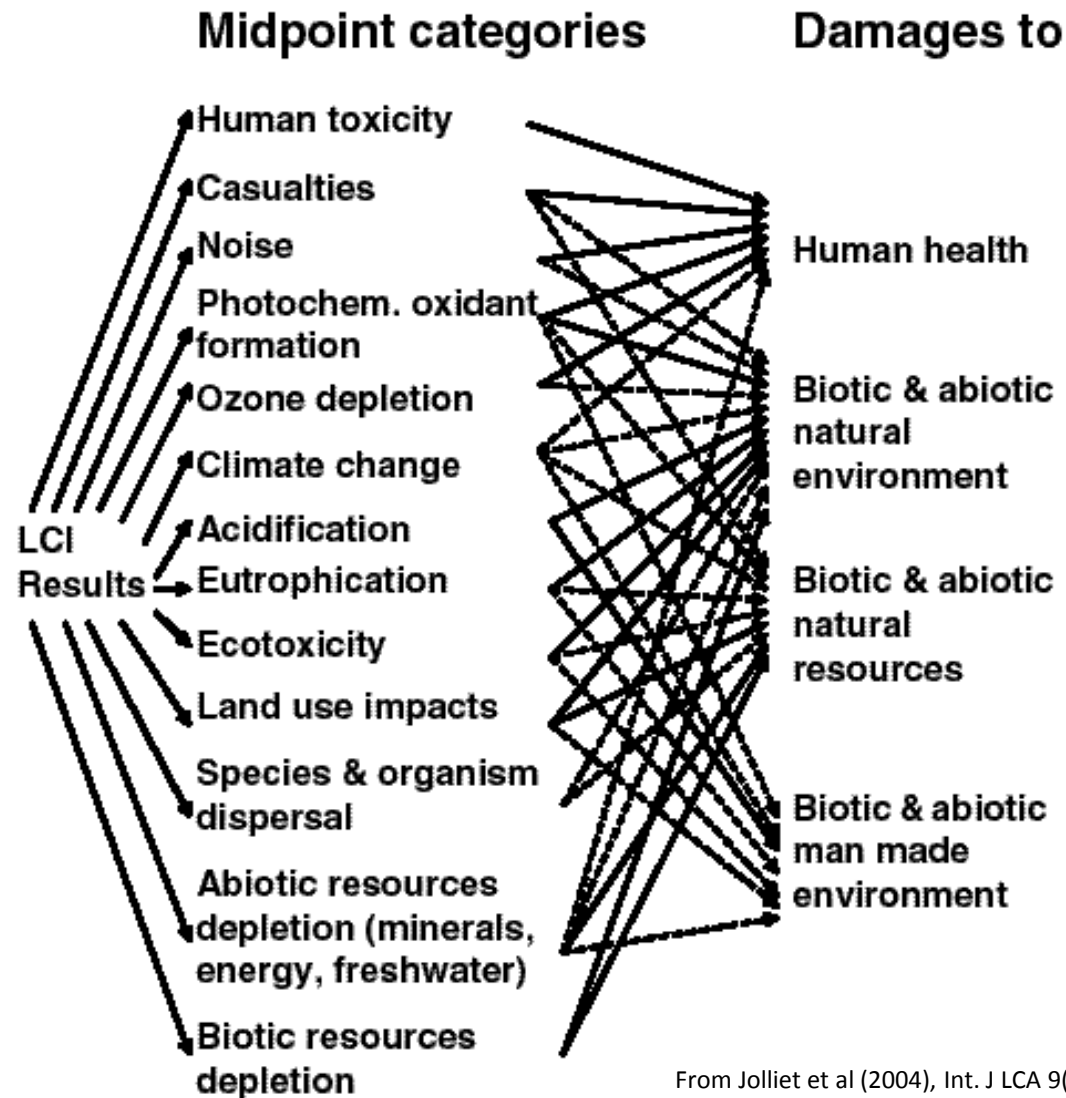 Midpoint categories
Damages to
Human toxicity
Casualties
Noise
Photochem. oxidant
formation
Ozone depletion
Climate change
Acidification
Eutrophication
Ecotoxicity
Land use impacts
Species & organism
dispersal
Abiotic resources
depletion (minerals,
energy, freshwater)
Biotic resources
depletion
LCI
Results
Human health
Biotic & abiotic
natural
environment
Biotic & abiotic
natural
resources
Biotic & abiotic
man made
environment
From Jolliet et al (2004), Int. J LCA 9(